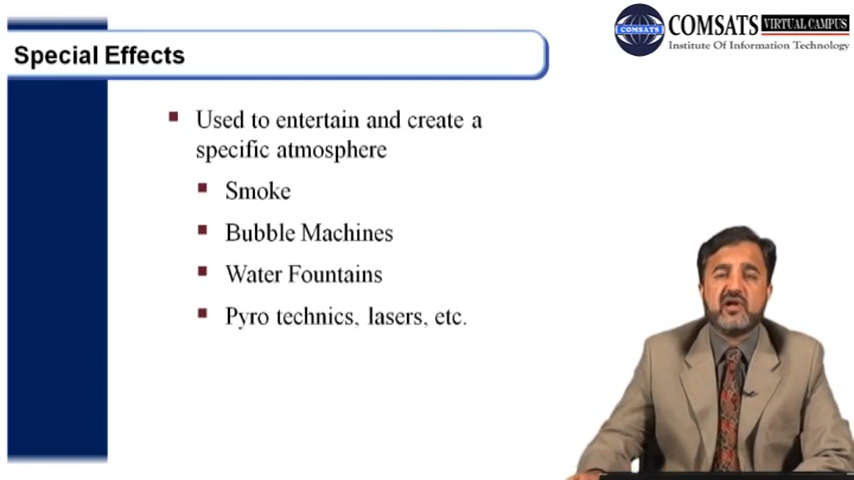 COMSATS VIRTUAL CAMPUS
COMSATS
Institute Of Information Technology
Special Effects
Used to entertain and create a
specific atmosphere
Smoke
Bubble Machines
Water Fountains
Pyro technics, lasers, etc.